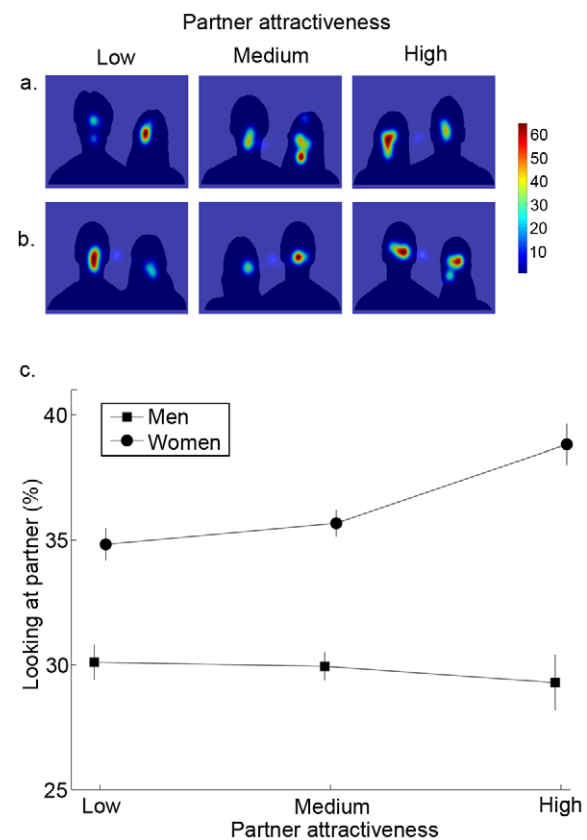 Partner attractiveness
Low Medium High
a.
60
50
40
30
20
10
b.
c.
40
35
30
25
Men
Women
Looking at partner (%)
Low Medium High
Partner attractiveness